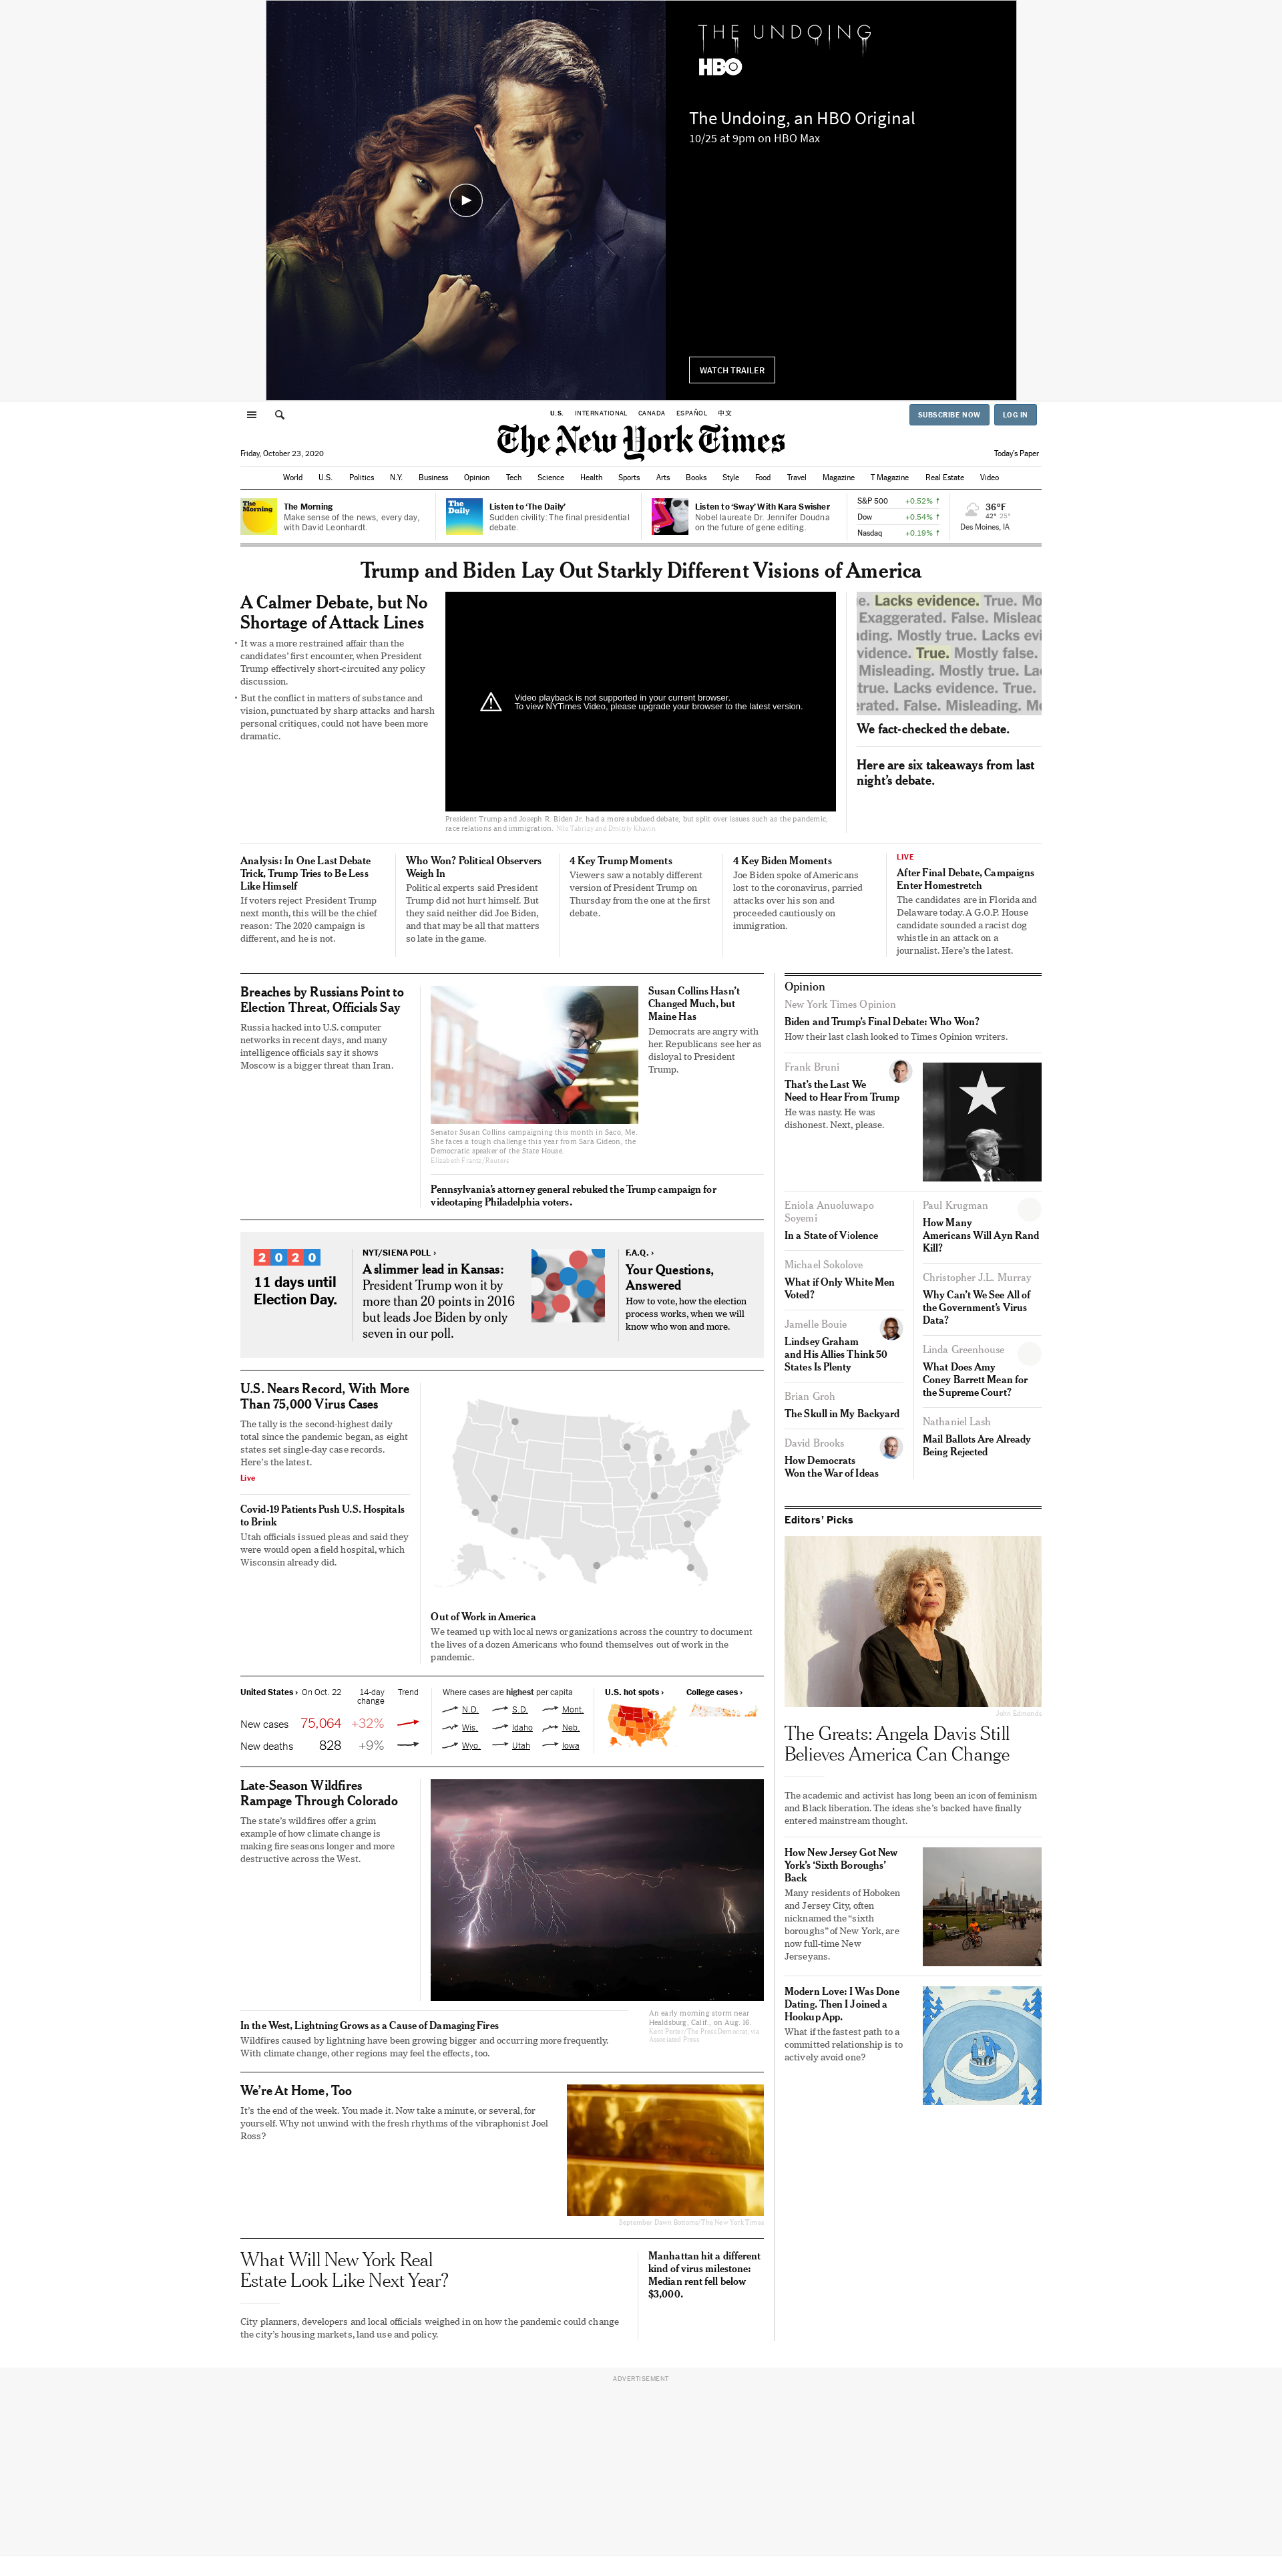 THE UNDOING
HBO
The Undoing, an HBO Original
10/25 at 9pm on HBO Max
WATCH TRAILER
U.S. INTERNATIONAL CANADA ESPAÑOL 中文
SUBSCRIBE NOW LOG IN
The New York Times
Friday, October 23, 2020
Today's Paper
World U.S. Politics N.Y. Business Opinion Tech Science Health Sports Arts Books Style Food Travel Magazine T Magazine Real Estate Video
The Morning
The Morning
Make sense of the news, every day,
with David Leonhardt.
The Daily
Listen to ‘The Daily’
Sudden civility: The final presidential
debate.
Listen to ‘Sway’ With Kara Swisher
Nobel laureate Dr. Jennifer Doudna
on the future of gene editing.
S&P 500 +0.52% ↑
Dow +0.54% ↑
Nasdaq +0.19% ↑
36°F
42° 25°
Des Moines, IA
Trump and Biden Lay Out Starkly Different Visions of America
A Calmer Debate, but No
Shortage of Attack Lines
• It was a more restrained affair than the
candidates’ first encounter, when President
Trump effectively short-circuited any policy
discussion.
• But the conflict in matters of substance and
vision, punctuated by sharp attacks and harsh
personal critiques, could not have been more
dramatic.
Video playback is not supported in your current browser.
To view NYTimes Video, please upgrade your browser to the latest version.
President Trump and Joseph R. Biden Jr. had a more subdued debate, but split over issues such as the pandemic,
race relations and immigration. Nilo Tabrizy and Dmitriy Khavin
e. Lacks evidence. True. Mo
Exaggerated. False. Mislead
ding. Mostly true. Lacks evi
vidence. True. Mostly false.
Misleading. Mostly true. L
true. Lacks evidence. True.
erated. False. Misleading. M
We fact-checked the debate.
Here are six takeaways from last
night’s debate.
Analysis: In One Last Debate
Trick, Trump Tries to Be Less
Like Himself
If voters reject President Trump
next month, this will be the chief
reason: The 2020 campaign is
different, and he is not.
Who Won? Political Observers
Weigh In
Political experts said President
Trump did not hurt himself. But
they said neither did Joe Biden,
and that may be all that matters
so late in the game.
4 Key Trump Moments
Viewers saw a notably different
version of President Trump on
Thursday from the one at the first
debate.
4 Key Biden Moments
Joe Biden spoke of Americans
lost to the coronavirus, parried
attacks over his son and
proceeded cautiously on
immigration.
LIVE
After Final Debate, Campaigns
Enter Homestretch
The candidates are in Florida and
Delaware today. A G.O.P. House
candidate sounded a racist dog
whistle in an attack on a
journalist. Here’s the latest.
Breaches by Russians Point to
Election Threat, Officials Say
Russia hacked into U.S. computer
networks in recent days, and many
intelligence officials say it shows
Moscow is a bigger threat than Iran.
Senator Susan Collins campaigning this month in Saco, Me.
She faces a tough challenge this year from Sara Gideon, the
Democratic speaker of the State House.
Elizabeth Frantz/Reuters
Susan Collins Hasn’t
Changed Much, but
Maine Has
Democrats are angry with
her. Republicans see her as
disloyal to President
Trump.
Pennsylvania’s attorney general rebuked the Trump campaign for
videotaping Philadelphia voters.
2020
11 days until
Election Day.
NYT/SIENA POLL ›
A slimmer lead in Kansas:
President Trump won it by
more than 20 points in 2016
but leads Joe Biden by only
seven in our poll.
F.A.Q. ›
Your Questions,
Answered
How to vote, how the election
process works, when we will
know who won and more.
U.S. Nears Record, With More
Than 75,000 Virus Cases
The tally is the second-highest daily
total since the pandemic began, as eight
states set single-day case records.
Here’s the latest.
Live
Covid-19 Patients Push U.S. Hospitals
to Brink
Utah officials issued pleas and said they
were would open a field hospital, which
Wisconsin already did.
Out of Work in America
We teamed up with local news organizations across the country to document
the lives of a dozen Americans who found themselves out of work in the
pandemic.
United States › On Oct. 22 14-day change Trend
New cases 75,064 +32%
New deaths 828 +9%
Where cases are highest per capita
N.D. S.D. Mont.
Wis. Idaho Neb.
Wyo. Utah Iowa
U.S. hot spots › College cases ›
Late-Season Wildfires
Rampage Through Colorado
The state’s wildfires offer a grim
example of how climate change is
making fire seasons longer and more
destructive across the West.
In the West, Lightning Grows as a Cause of Damaging Fires
Wildfires caused by lightning have been growing bigger and occurring more frequently.
With climate change, other regions may feel the effects, too.
An early morning storm near
Healdsburg, Calif., on Aug. 16.
Kent Porter/The Press Democrat, via
Associated Press
We’re At Home, Too
It’s the end of the week. You made it. Now take a minute, or several, for
yourself. Why not unwind with the fresh rhythms of the vibraphonist Joel
Ross?
September Dawn Bottoms/The New York Times
What Will New York Real
Estate Look Like Next Year?
City planners, developers and local officials weighed in on how the pandemic could change
the city’s housing markets, land use and policy.
Manhattan hit a different
kind of virus milestone:
Median rent fell below
$3,000.
Opinion
New York Times Opinion
Biden and Trump’s Final Debate: Who Won?
How their last clash looked to Times Opinion writers.
Frank Bruni
That’s the Last We
Need to Hear From Trump
He was nasty. He was
dishonest. Next, please.
Eniola Anuoluwapo
Soyemi
In a State of Violence
Michael Sokolove
What if Only White Men
Voted?
Jamelle Bouie
Lindsey Graham
and His Allies Think 50
States Is Plenty
Brian Groh
The Skull in My Backyard
David Brooks
How Democrats
Won the War of Ideas
Paul Krugman
How Many
Americans Will Ayn Rand
Kill?
Christopher J.L. Murray
Why Can’t We See All of
the Government’s Virus
Data?
Linda Greenhouse
What Does Amy
Coney Barrett Mean for
the Supreme Court?
Nathaniel Lash
Mail Ballots Are Already
Being Rejected
Editors’ Picks
John Edmonds
The Greats: Angela Davis Still
Believes America Can Change
The academic and activist has long been an icon of feminism
and Black liberation. The ideas she’s backed have finally
entered mainstream thought.
How New Jersey Got New
York’s ‘Sixth Boroughs’
Back
Many residents of Hoboken
and Jersey City, often
nicknamed the “sixth
boroughs” of New York, are
now full-time New
Jerseyans.
Modern Love: I Was Done
Dating. Then I Joined a
Hookup App.
What if the fastest path to a
committed relationship is to
actively avoid one?
ADVERTISEMENT